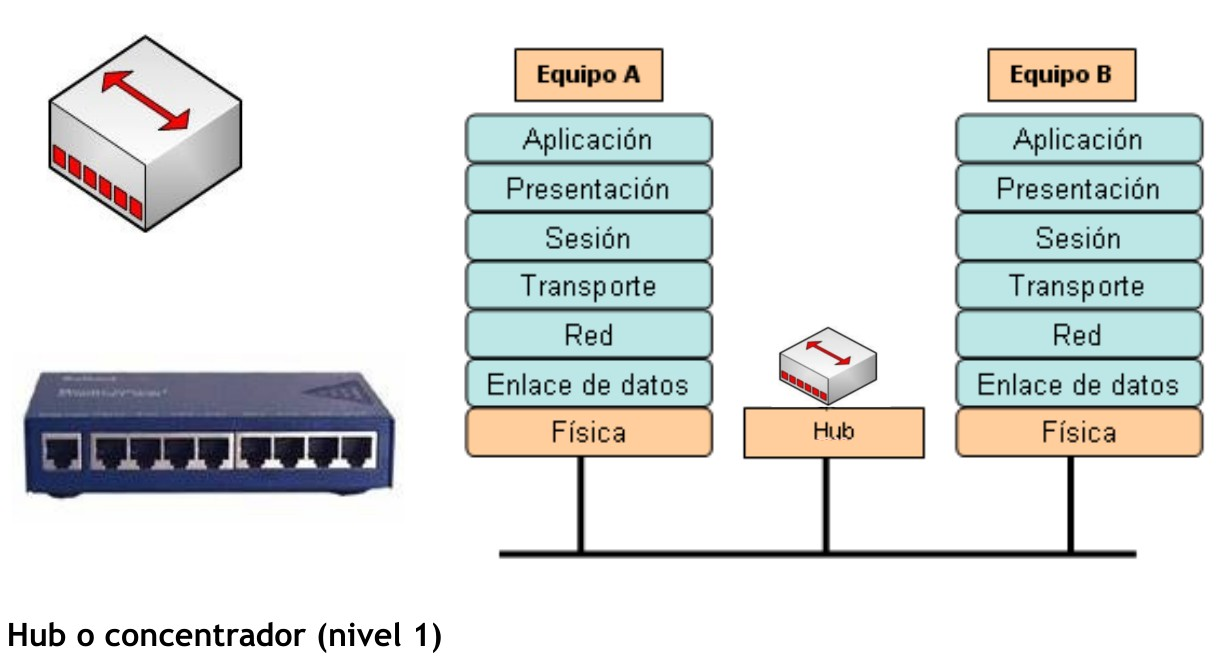 Equipo A
Equipo B
Aplicación
Presentación
Sesión
Transporte
Red
Enlace de datos
Física
Hub
Aplicación
Presentación
Sesión
Transporte
Red
Enlace de datos
Física
Hub o concentrador (nivel 1)